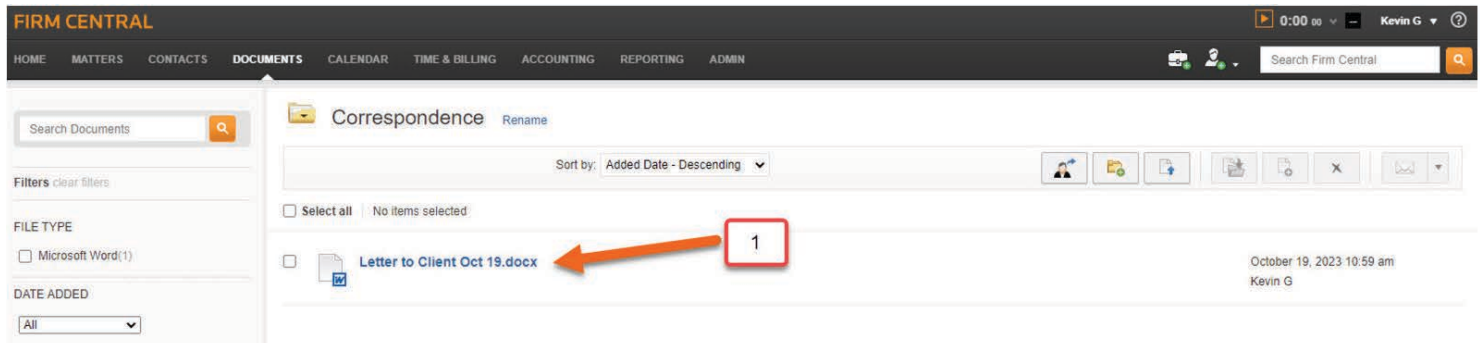 FIRM CENTRAL
0:00 00
Kevin G
HOME MATTERS CONTACTS DOCUMENTS CALENDAR TIME & BILLING ACCOUNTING REPORTING ADMIN
Search Firm Central
Search Documents
Correspondence Rename
Sort by: Added Date - Descending
Filters clear filters
Select all No items selected
FILE TYPE
Microsoft Word(1)
1
Letter to Client Oct 19.docx
W
October 19, 2023 10:59 am
Kevin G
DATE ADDED
All